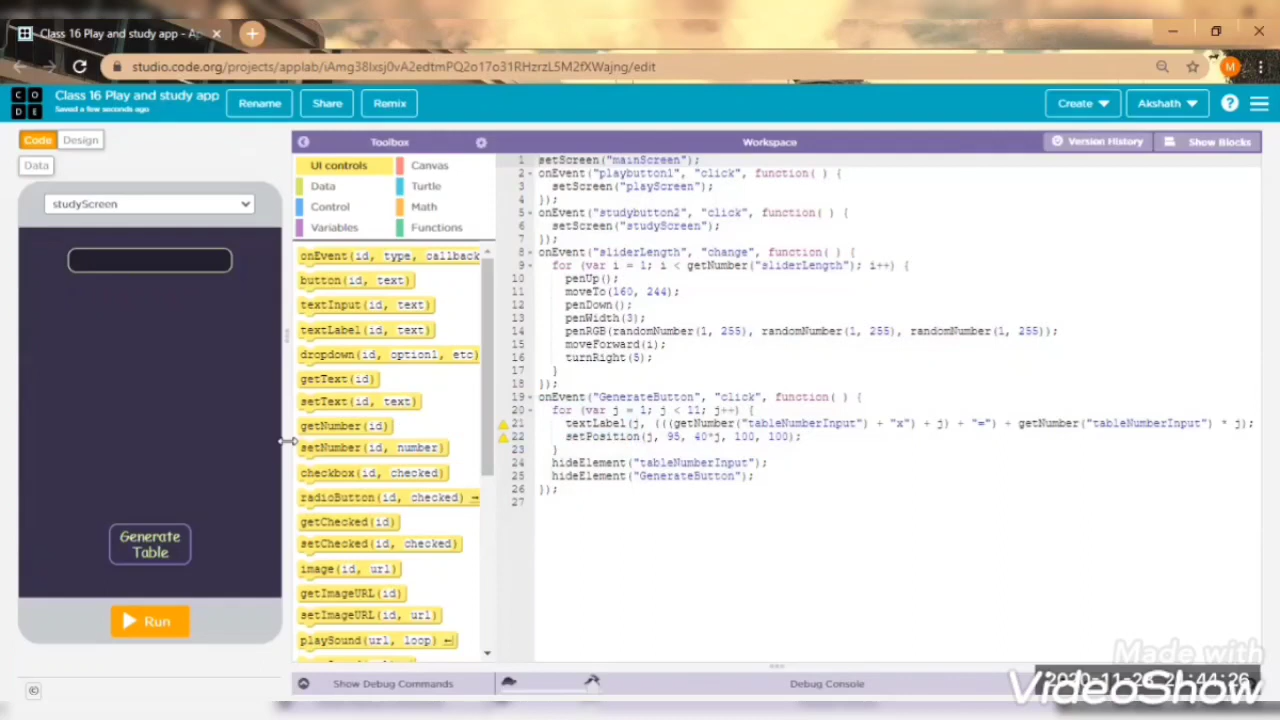 Class 16 Play and study app - A
studio.code.org/projects/applab/iAmg38lxsj0vA2edtmPQ2o17o31RHzrzL5M2fXWajng/edit
M
CO
DE
Class 16 Play and study app
Saved a few seconds ago
Rename
Share
Remix
Create
Akshath
?
Code
Design
Data
Toolbox
Workspace
Version History
Show Blocks
studyScreen
Generate
Table
Run
UI controls
Canvas
Data
Turtle
Control
Math
Variables
Functions
onEvent(id, type, callback
button(id, text)
textInput(id, text)
textLabel(id, text)
dropdown(id, option1, etc)
getText(id)
setText(id, text)
getNumber(id)
setNumber(id, number)
checkbox(id, checked)
radioButton(id, checked)
getChecked(id)
setChecked(id, checked)
image(id, url)
getImageURL(id)
setImageURL(id, url)
playSound(url, loop)
1 setScreen("mainScreen");
2 onEvent("playbutton1", "click", function( ) {
3 setScreen("playScreen");
4 });
5 onEvent("studybutton2", "click", function( ) {
6 setScreen("studyScreen");
7 });
8 onEvent("sliderLength", "change", function( ) {
9 for (var i = 1; i < getNumber("sliderLength"); i++) {
10 penUp();
11 moveTo(160, 244);
12 penDown();
13 penWidth(3);
14 penRGB(randomNumber(1, 255), randomNumber(1, 255), randomNumber(1, 255));
15 moveForward(i);
16 turnRight(5);
17 }
18 });
19 onEvent("GenerateButton", "click", function( ) {
20 for (var j = 1; j < 11; j++) {
21 textLabel(j, (((getNumber("tableNumberInput") + "x") + j) + "=") + getNumber("tableNumberInput") * j);
22 setPosition(j, 95, 40*j, 100, 100);
23 }
24 hideElement("tableNumberInput");
25 hideElement("GenerateButton");
26 });
27
Show Debug Commands
Debug Console
©
Made with
VideoShow